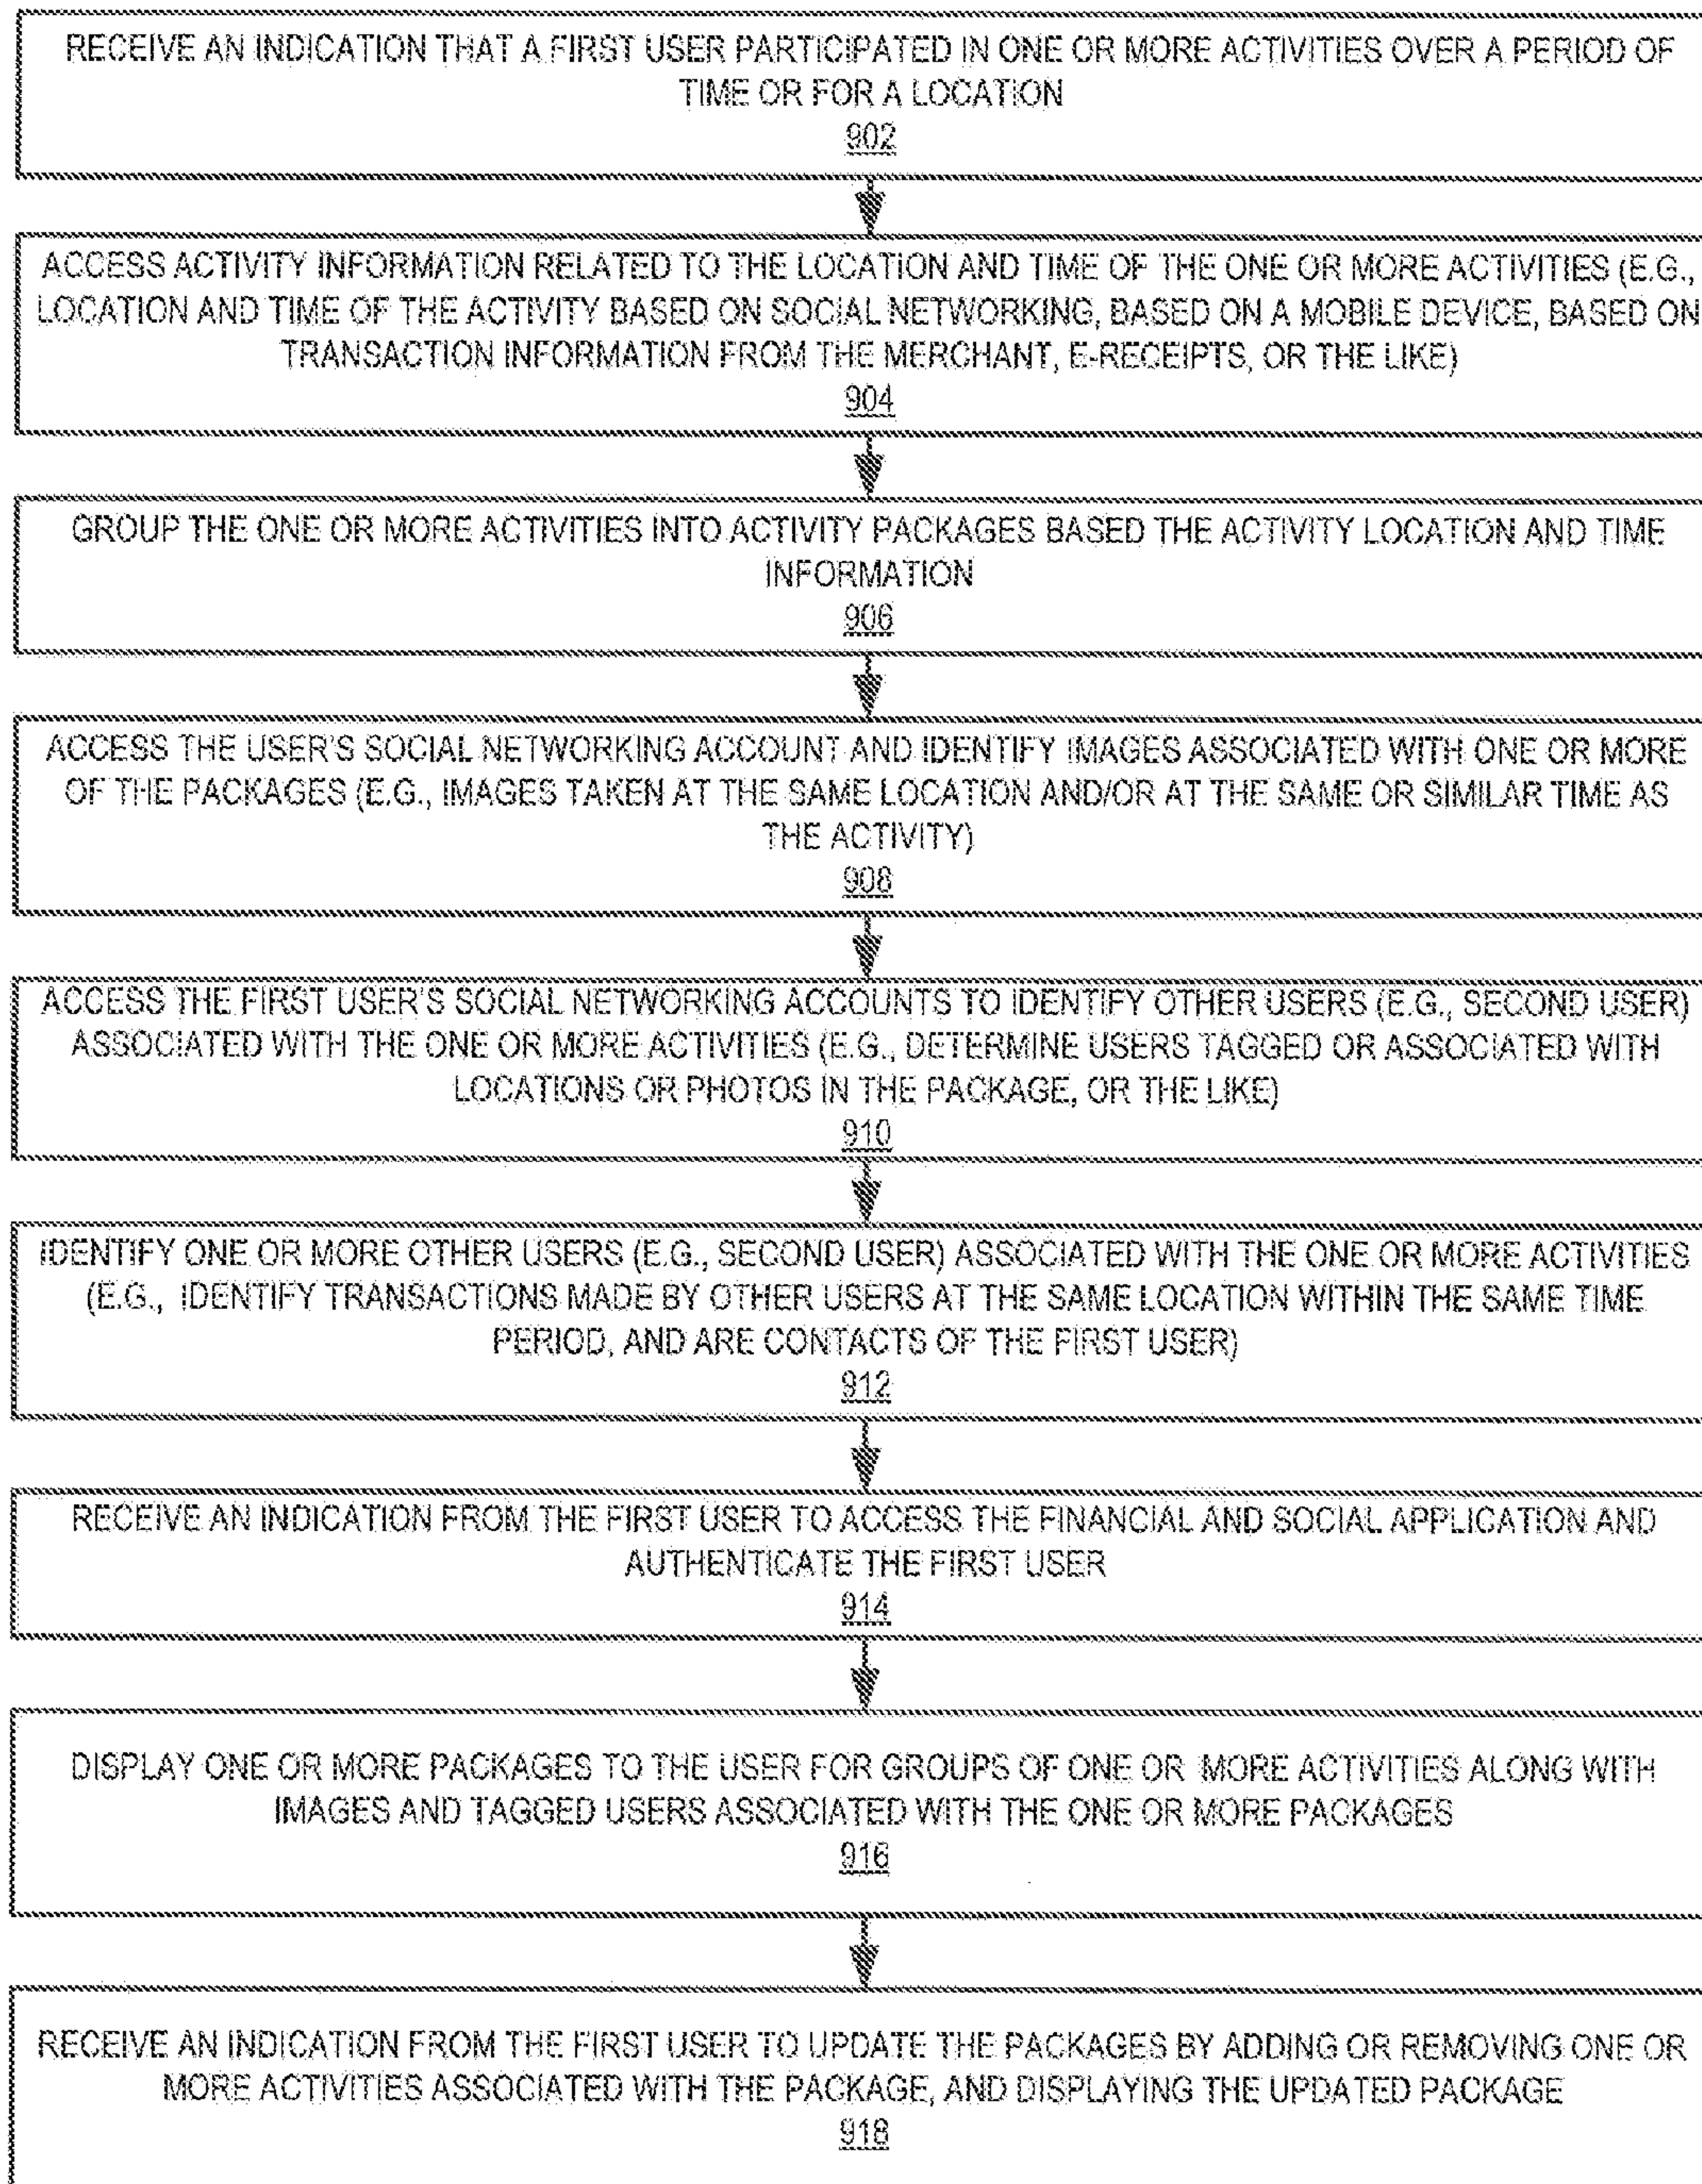 RECEIVE AN INDICATION THAT A FIRST USER PARTICIPATED IN ONE OR MORE ACTIVITIES OVER A PERIOD OF
TIME OR FOR A LOCATION
902
ACCESS ACTIVITY INFORMATION RELATED TO THE LOCATION AND TIME OF THE ONE OR MORE ACTIVITIES (E.G.,
LOCATION AND TIME OF THE ACTIVITY BASED ON SOCIAL NETWORKING, BASED ON A MOBILE DEVICE, BASED ON
TRANSACTION INFORMATION FROM THE MERCHANT, E-RECEIPTS, OR THE LIKE)
904
GROUP THE ONE OR MORE ACTIVITIES INTO ACTIVITY PACKAGES BASED THE ACTIVITY LOCATION AND TIME
INFORMATION
906
ACCESS THE USER'S SOCIAL NETWORKING ACCOUNT AND IDENTIFY IMAGES ASSOCIATED WITH ONE OR MORE
OF THE PACKAGES (E.G., IMAGES TAKEN AT THE SAME LOCATION AND/OR AT THE SAME OR SIMILAR TIME AS
THE ACTIVITY)
908
ACCESS THE FIRST USER'S SOCIAL NETWORKING ACCOUNTS TO IDENTIFY OTHER USERS (E.G., SECOND USER)
ASSOCIATED WITH THE ONE OR MORE ACTIVITIES (E.G., DETERMINE USERS TAGGED OR ASSOCIATED WITH
LOCATIONS OR PHOTOS IN THE PACKAGE, OR THE LIKE)
910
IDENTIFY ONE OR MORE OTHER USERS (E.G., SECOND USER) ASSOCIATED WITH THE ONE OR MORE ACTIVITIES
(E.G., IDENTIFY TRANSACTIONS MADE BY OTHER USERS AT THE SAME LOCATION WITHIN THE SAME TIME
PERIOD, AND ARE CONTACTS OF THE FIRST USER)
912
RECEIVE AN INDICATION FROM THE FIRST USER TO ACCESS THE FINANCIAL AND SOCIAL APPLICATION AND
AUTHENTICATE THE FIRST USER
914
DISPLAY ONE OR MORE PACKAGES TO THE USER FOR GROUPS OF ONE OR MORE ACTIVITIES ALONG WITH
IMAGES AND TAGGED USERS ASSOCIATED WITH THE ONE OR MORE PACKAGES
916
RECEIVE AN INDICATION FROM THE FIRST USER TO UPDATE THE PACKAGES BY ADDING OR REMOVING ONE OR
MORE ACTIVITIES ASSOCIATED WITH THE PACKAGE, AND DISPLAYING THE UPDATED PACKAGE
918